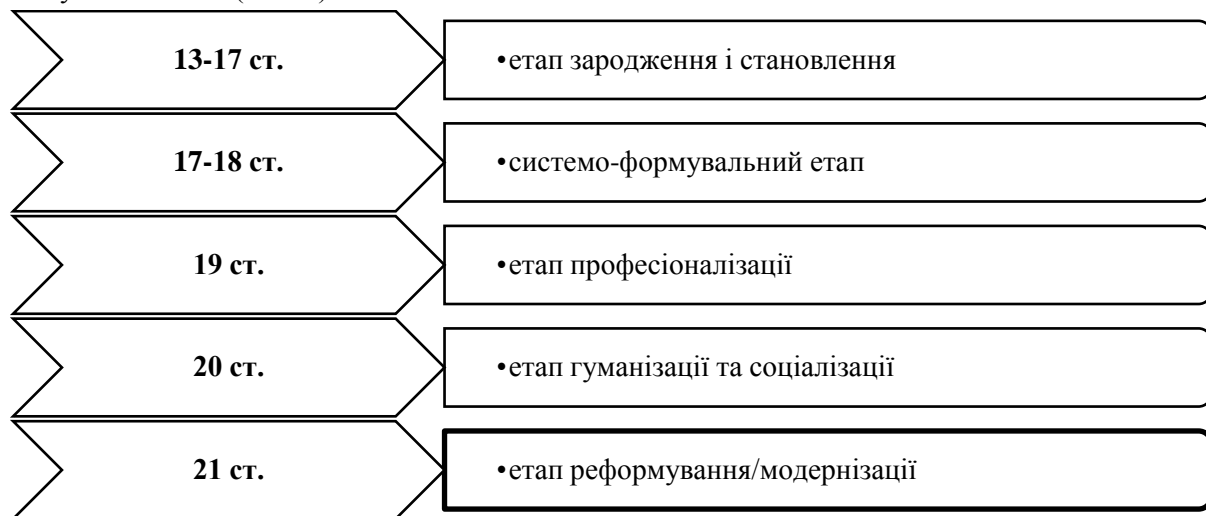 13-17 ст.
•етап зародження і становлення
17-18 ст.
•системо-формувальний етап
19 ст.
•етап професіоналізації
20 ст.
•етап гуманізації та соціалізації
21 ст.
•етап реформування/модернізації